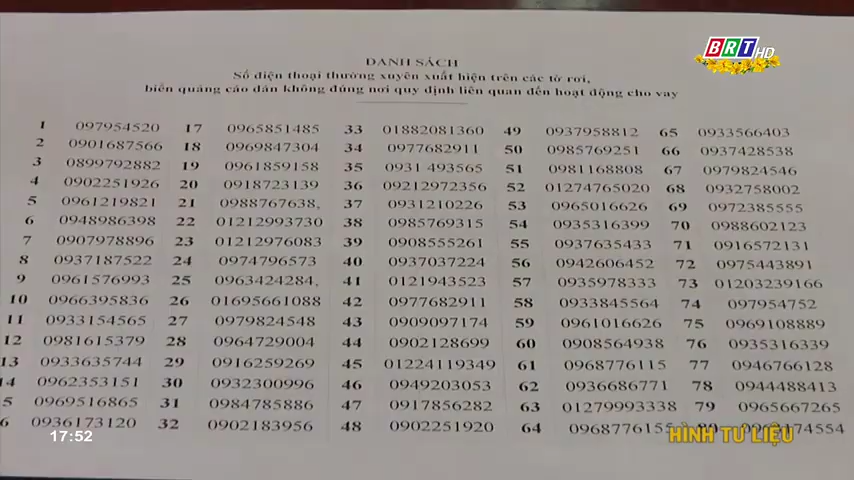 BRT HD
DANH SÁCH
Số điện thoại thường xuyên xuất hiện trên các tờ rơi,
biển quảng cáo dán không đúng nơi quy định liên quan đến hoạt động cho vay
1 097954520 17 0965851485 33 01882081360 49 0937958812 65 0933566403
2 0901687566 18 0969847304 34 0977682911 50 0985769251 66 0937428538
3 0899792882 19 0961859158 35 0931 493565 51 0981168808 67 0979824546
4 0902251926 20 0918723139 36 09212972356 52 01274765020 68 0932758002
5 0961219821 21 0988767638, 37 0931210226 53 0965016626 69 0972385555
6 0948986398 22 01212993730 38 0985769315 54 0935316399 70 0988602123
7 0907978896 23 01212976083 39 0908555261 55 0937635433 71 0916572131
8 0937187522 24 0974796573 40 0937037224 56 0942606452 72 0975443891
9 0961576993 25 0963424284, 41 0121943523 57 0935978333 73 01203239166
10 0966395836 26 01695661088 42 0977682911 58 0933845564 74 097954752
11 0933154565 27 0979824548 43 0909097174 59 0961016626 75 0969108889
12 0981615379 28 0964729004 44 0902128699 60 0908564938 76 0935316339
13 0933635744 29 0916259269 45 01224119349 61 0968776115 77 0946766128
14 0962353151 30 0932300996 46 0949203053 62 0936686771 78 0944488413
5 0969516865 31 0984785886 47 0917856282 63 01279993338 79 0965667265
6 0936173120 32 0902183956 48 0902251920 64 0968776155
17:52
HÌNH TƯ LIỆU